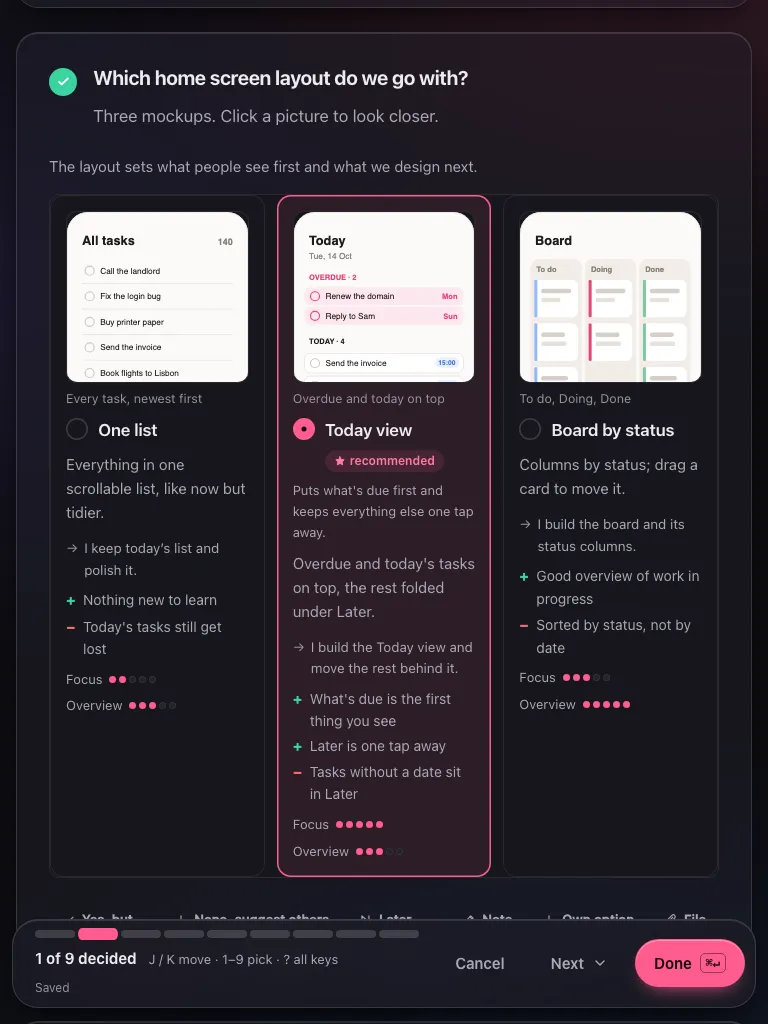 Which home screen layout do we go with?
Three mockups. Click a picture to look closer.
The layout sets what people see first and what we design next.
All tasks 140
Call the landlord
Fix the login bug
Buy printer paper
Send the invoice
Book flights to Lisbon
Every task, newest first
One list
Everything in one
scrollable list, like now but
tidier.
→ I keep today's list and
polish it.
+ Nothing new to learn
− Today's tasks still get
lost
Focus
Overview
Today
Tue, 14 Oct
OVERDUE · 2
Renew the domain Mon
Reply to Sam Sun
TODAY · 4
Send the invoice 15:00
Overdue and today on top
Today view
★ recommended
Puts what's due first and
keeps everything else one tap
away.
Overdue and today's tasks
on top, the rest folded
under Later.
→ I build the Today view and
move the rest behind it.
+ What's due is the first
thing you see
+ Later is one tap away
− Tasks without a date sit
in Later
Focus
Overview
Board
To do Doing Done
To do, Doing, Done
Board by status
Columns by status; drag a
card to move it.
→ I build the board and its
status columns.
+ Good overview of work in
progress
− Sorted by status, not by
date
Focus
Overview
Yes, but Nope, suggest others Later Note Own option File
1 of 9 decided J / K move · 1–9 pick · ? all keys
Saved
Cancel Next Done ⌘↵